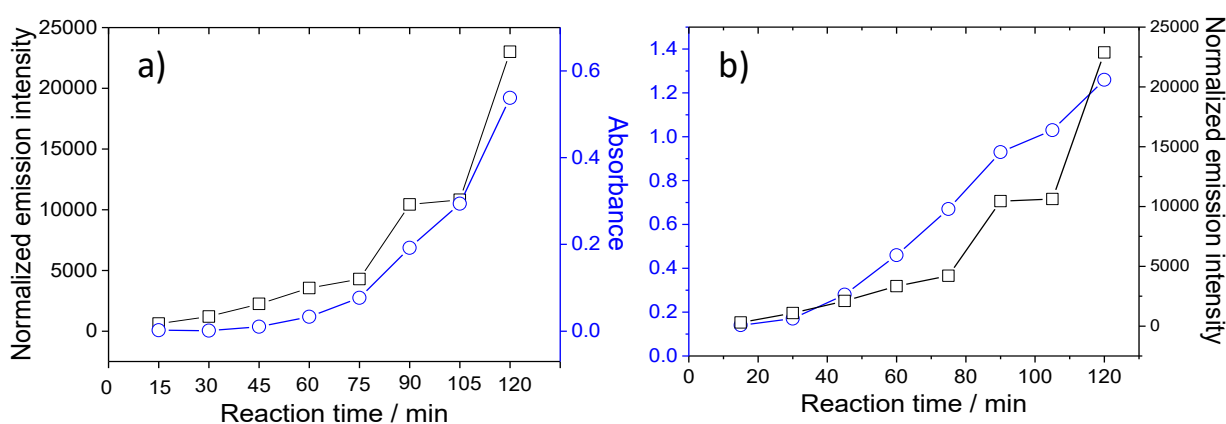 a)
Normalized emission intensity
25000
20000
15000
10000
5000
0
0 15 30 45 60 75 90 105 120
Reaction time / min
0.6
0.4
0.2
0.0
Absorbance
b)
1.4
1.2
1.0
0.8
0.6
0.4
0.2
0.0
0 20 40 60 80 100 120
Reaction time / min
25000
20000
15000
10000
5000
0
Normalized emission intensity